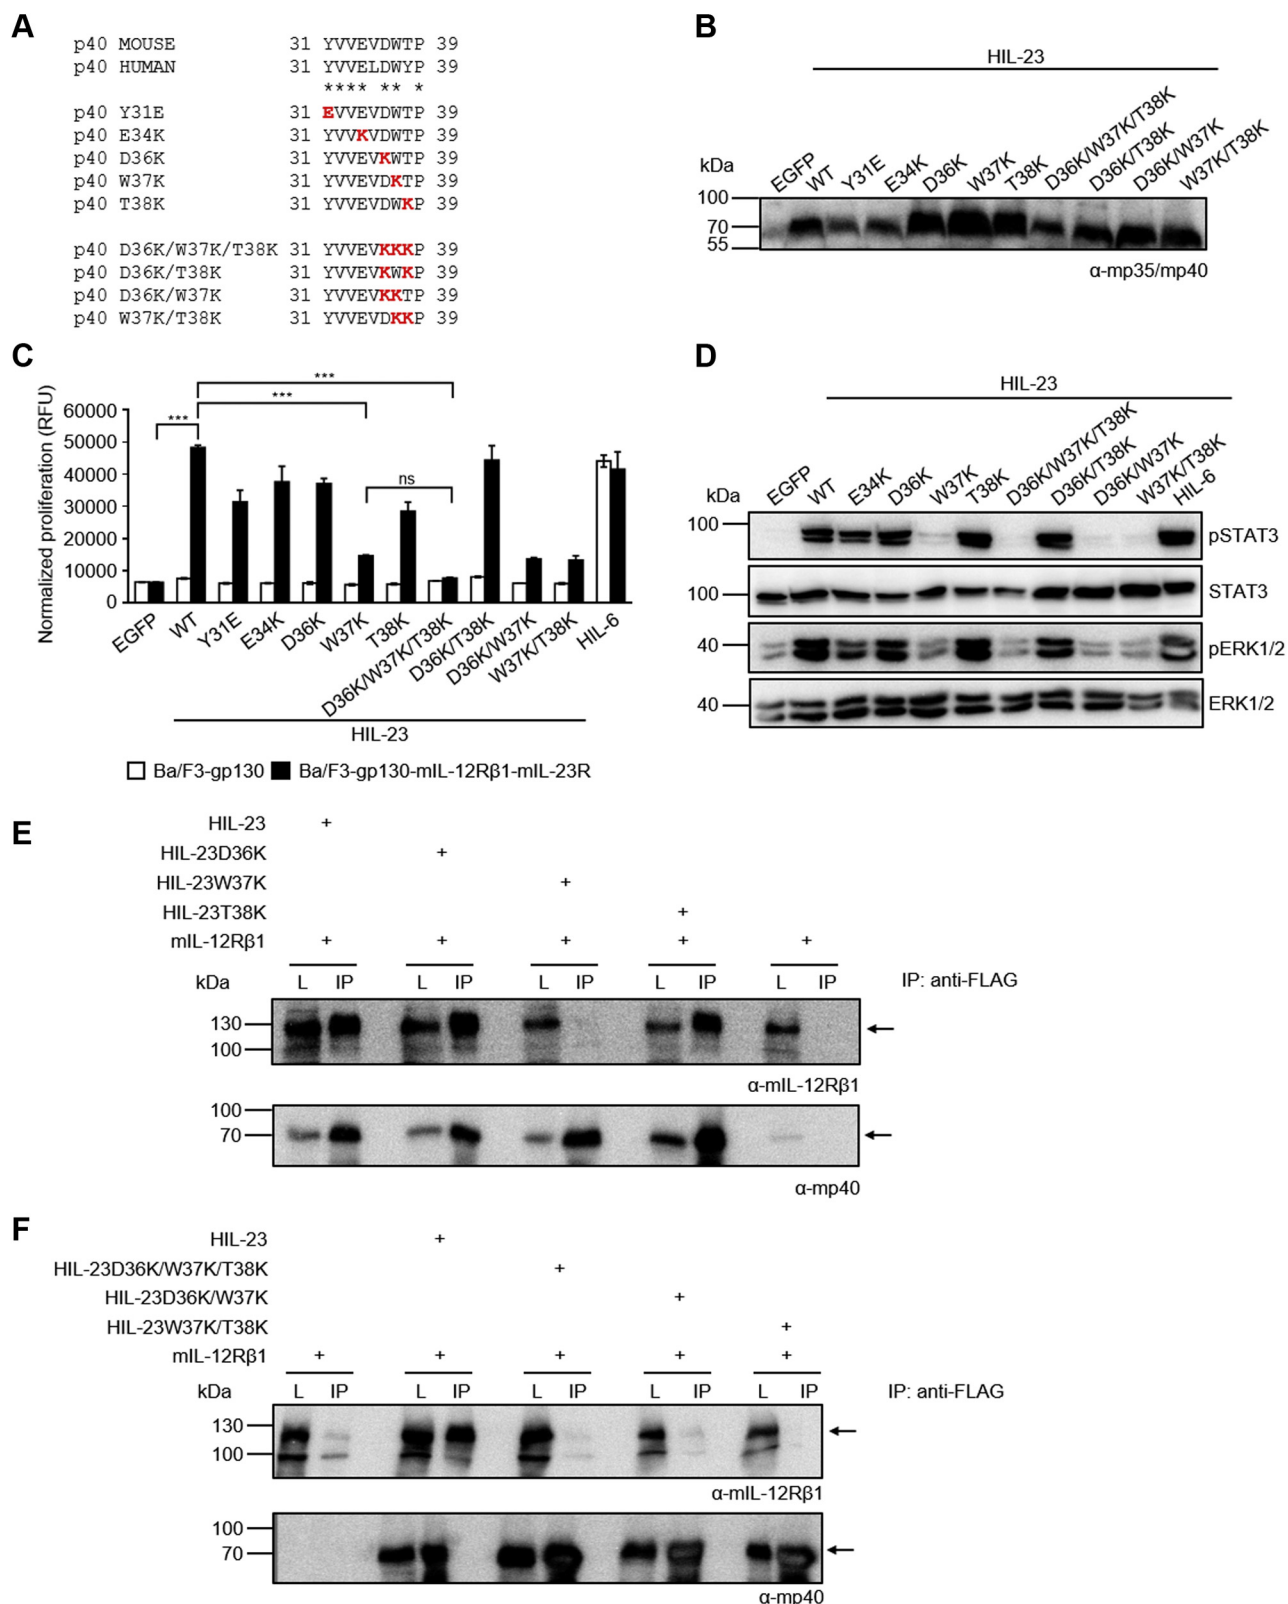 A
p40 MOUSE 31 YVVEVDWTP 39
p40 HUMAN 31 YVVELDWYP 39
**** ** *
p40 Y31E 31 EVVEVDWTP 39
p40 E34K 31 YVVKVDWTP 39
p40 D36K 31 YVVEVKWTP 39
p40 W37K 31 YVVEVDKTP 39
p40 T38K 31 YVVEVDWKP 39
p40 D36K/W37K/T38K 31 YVVEVKKKP 39
p40 D36K/T38K 31 YVVEVKWKP 39
p40 D36K/W37K 31 YVVEVKKTP 39
p40 W37K/T38K 31 YVVEVDKKP 39
B
HIL-23
kDa
EGFP WT Y31E E34K D36K W37K T38K D36K/W37K/T38K D36K/T38K D36K/W37K W37K/T38K
100
70
55
α-mp35/mp40
C
Normalized proliferation (RFU)
60000
50000
40000
30000
20000
10000
0
***
***
***
ns
EGFP WT Y31E E34K D36K W37K T38K D36K/W37K/T38K D36K/T38K D36K/W37K W37K/T38K HIL-6
HIL-23
Ba/F3-gp130 Ba/F3-gp130-mIL-12Rβ1-mIL-23R
D
HIL-23
kDa
EGFP WT E34K D36K W37K T38K D36K/W37K/T38K D36K/T38K D36K/W37K W37K/T38K HIL-6
100 pSTAT3
100 STAT3
40 pERK1/2
40 ERK1/2
E
HIL-23 +
HIL-23D36K +
HIL-23W37K +
HIL-23T38K +
mIL-12Rβ1 + + + + +
kDa L IP L IP L IP L IP L IP IP: anti-FLAG
130
100
α-mIL-12Rβ1
100
70
α-mp40
F
HIL-23 +
HIL-23D36K/W37K/T38K +
HIL-23D36K/W37K +
HIL-23W37K/T38K +
mIL-12Rβ1 + + + + +
kDa L IP L IP L IP L IP L IP IP: anti-FLAG
130
100
α-mIL-12Rβ1
100
70
α-mp40